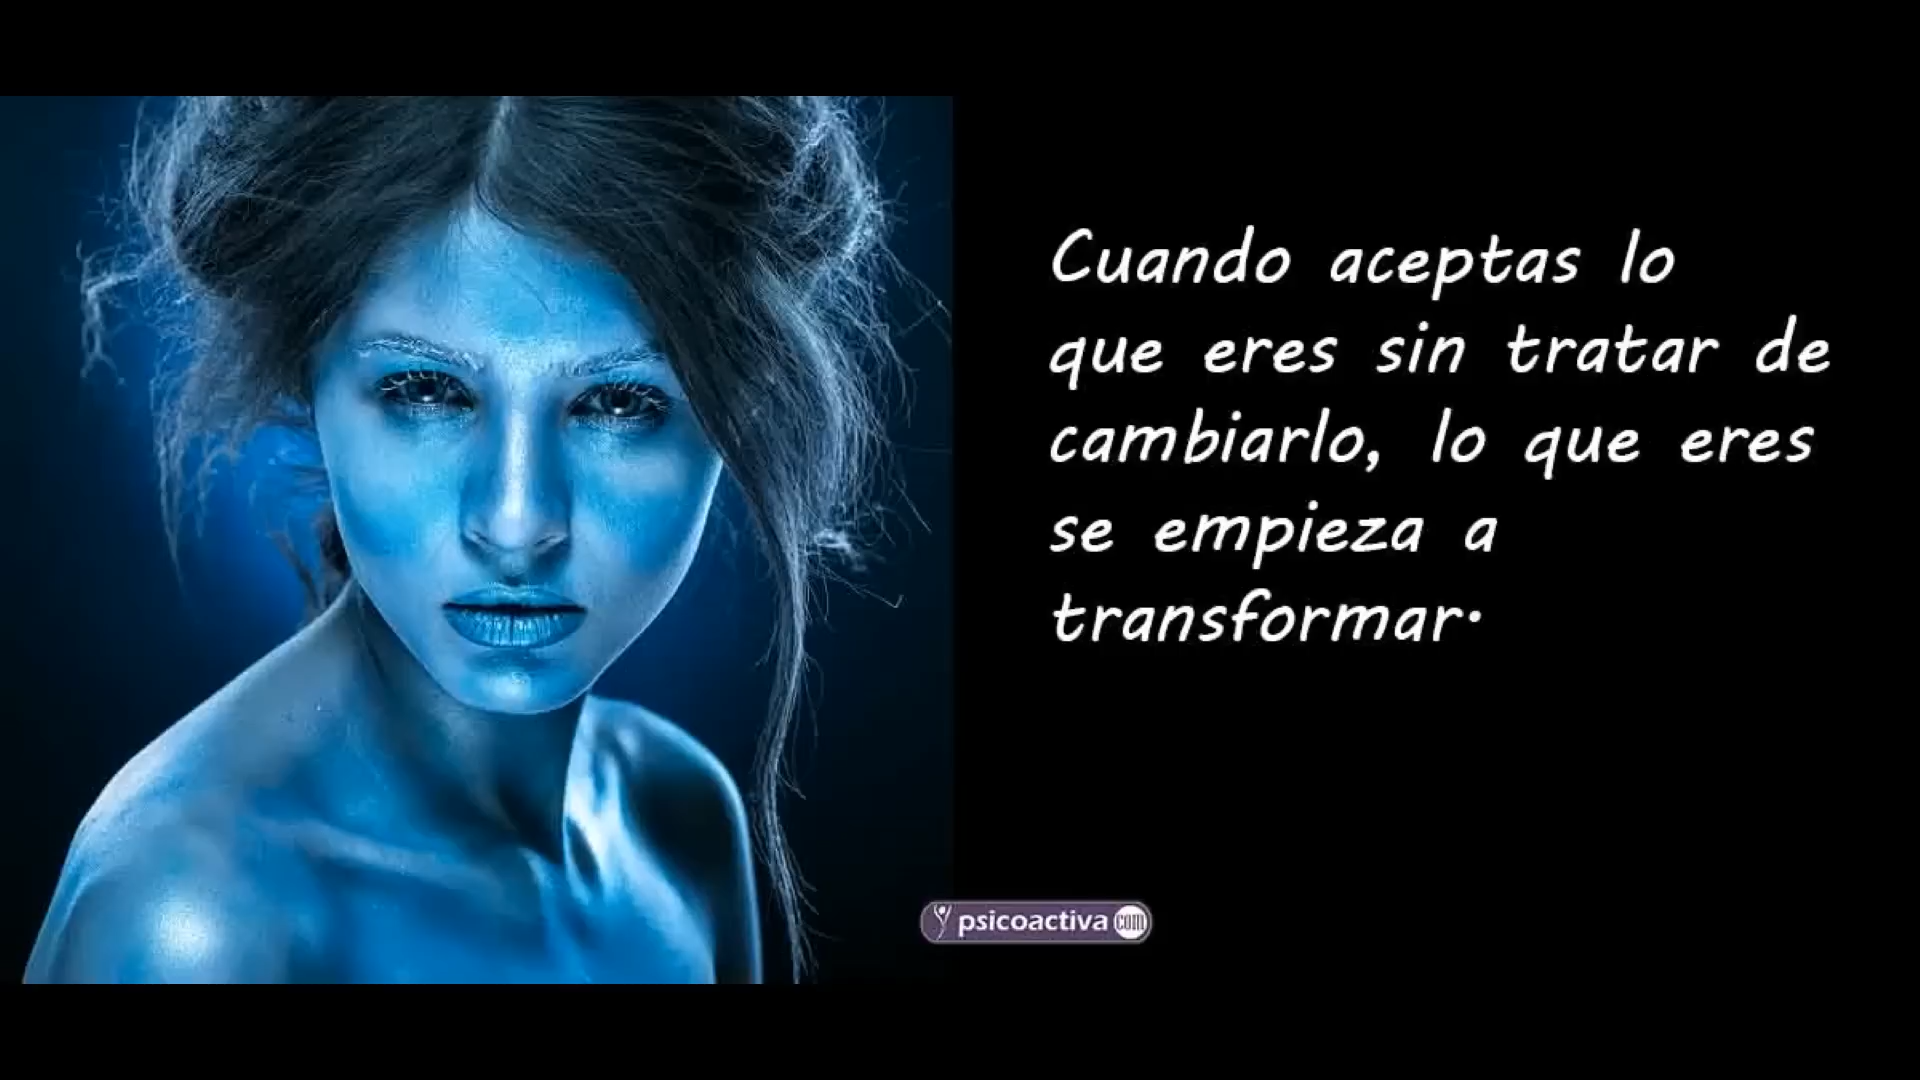 Cuando aceptas lo
que eres sin tratar de
cambiarlo, lo que eres
se empieza a
transformar.
psicoactiva com